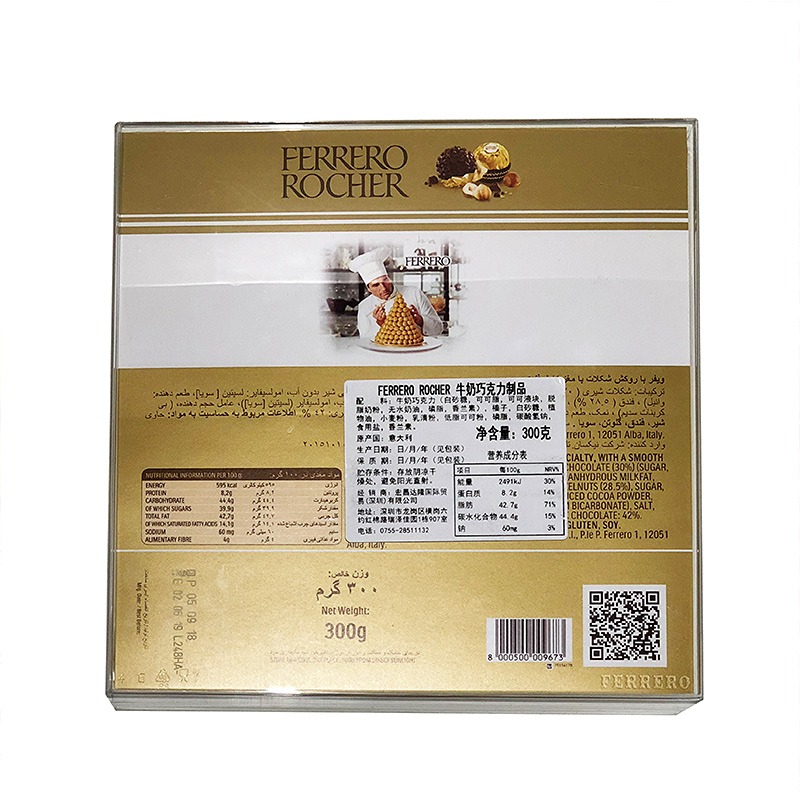 FERRERO
ROCHER
FERRERO
ویفر با روکش شکلات با
FERRERO ROCHER 牛奶巧克力制品
配 料：牛奶巧克力（白砂糖，可可脂，可可液块，脱
脂奶粉，无水奶油，磷脂，香兰素），榛子，白砂糖，植
物油，小麦粉，乳清粉，低脂可可粉，磷脂，碳酸氢钠，
食用盐，香兰素。
净含量：300克
原产国：意大利
生产日期：日/月/年（见包装）
保 质 期：日/月/年（见包装）
贮存条件：存放阴凉干
燥处，避免阳光直射。
经 销 商：宏昌达隆国际贸
易(深圳)有限公司
地址：深圳市龙岗区横岗六
约红棉路瑞泽佳园1栋907室
电话：0755-28511132
营养成分表
项目 每100g NRV%
能量 2491kJ 30%
蛋白质 8.2g 14%
脂肪 42.7g 71%
碳水化合物 44.4g 15%
钠 60mg 3%
Ferrero 1, 12051 Alba, Italy.
WITH A SMOOTH
CHOCOLATE (30%) (SUGAR,
ANHYDROUS MILKFAT,
(28.5%), SUGAR,
COCOA POWDER,
BICARBONATE), SALT,
CHOCOLATE: 42%.
GLUTEN, SOY.
P.le P. Ferrero 1, 12051
Alba, Italy.
NUTRITIONAL INFORMATION PER 100 g
ENERGY 595 kcal
PROTEIN 8,2g
CARBOHYDRATE 44,4g
OF WHICH SUGARS 39,9g
TOTAL FAT 42,7g
OF WHICH SATURATED FATTY ACIDS 14,1g
SODIUM 60 mg
ALIMENTARY FIBRE 4g
P 05 09 18
E 02 06 19 L248HA
وزن خالص:
۳۰۰ گرم
Net Weight:
300g
8 000500 009673
FERRERO